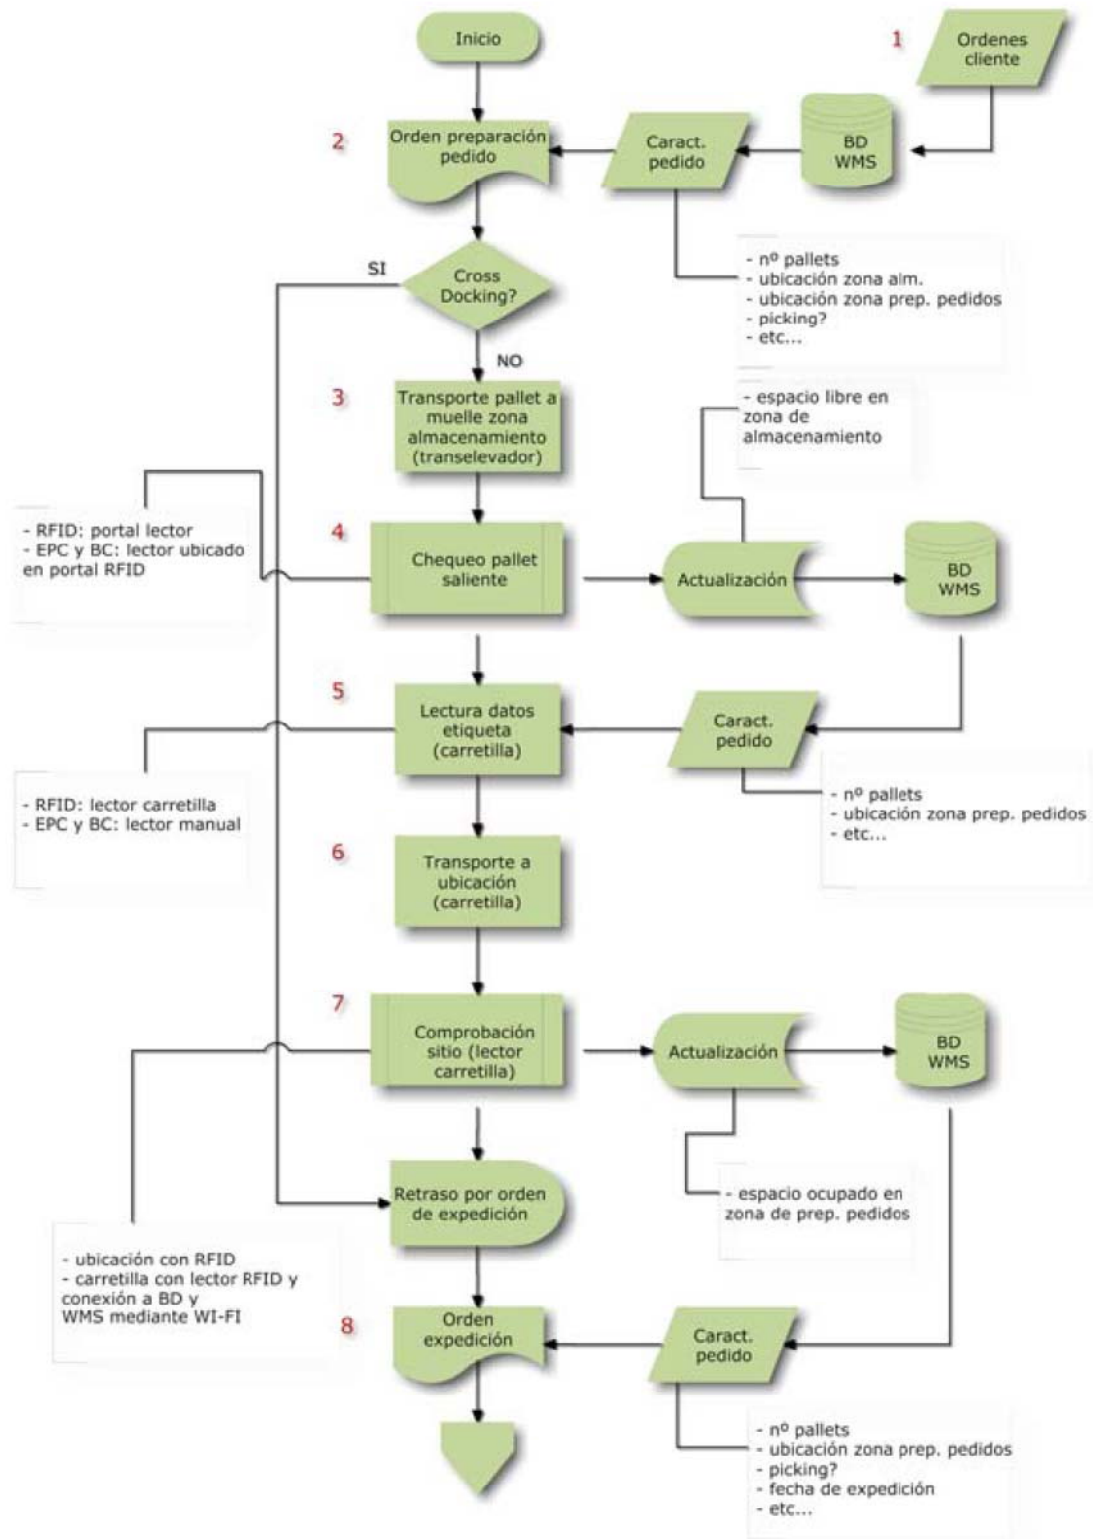 Inicio
1
Ordenes
cliente
2
Orden preparación
pedido
Caract.
pedido
BD
WMS
- nº pallets
- ubicación zona alm.
- ubicación zona prep. pedidos
- picking?
- etc...
SI
Cross
Docking?
NO
3
Transporte pallet a
muelle zona
almacenamiento
(transelevador)
- espacio libre en
zona de
almacenamiento
- RFID: portal lector
- EPC y BC: lector ubicado
en portal RFID
4
Chequeo pallet
saliente
Actualización
BD
WMS
5
Lectura datos
etiqueta
(carretilla)
Caract.
pedido
- RFID: lector carretilla
- EPC y BC: lector manual
- nº pallets
- ubicación zona prep. pedidos
- etc...
6
Transporte a
ubicación
(carretilla)
7
Comprobación
sitio (lector
carretilla)
Actualización
BD
WMS
Retraso por orden
de expedición
- espacio ocupado en
zona de prep. pedidos
- ubicación con RFID
- carretilla con lector RFID y
conexión a BD y
WMS mediante WI-FI
8
Orden
expedición
Caract.
pedido
- nº pallets
- ubicación zona prep. pedidos
- picking?
- fecha de expedición
- etc...